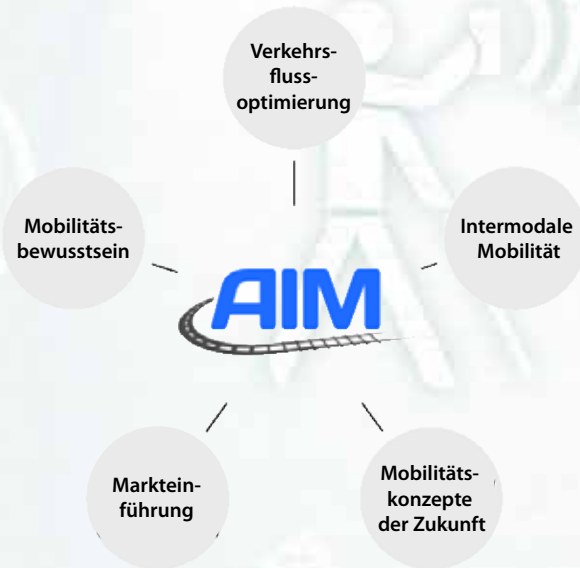 Verkehrs-
fluss-
optimierung
Mobilitäts-
bewusstsein
Intermodale
Mobilität
AIM
Marktein-
führung
Mobilitäts-
konzepte
der Zukunft